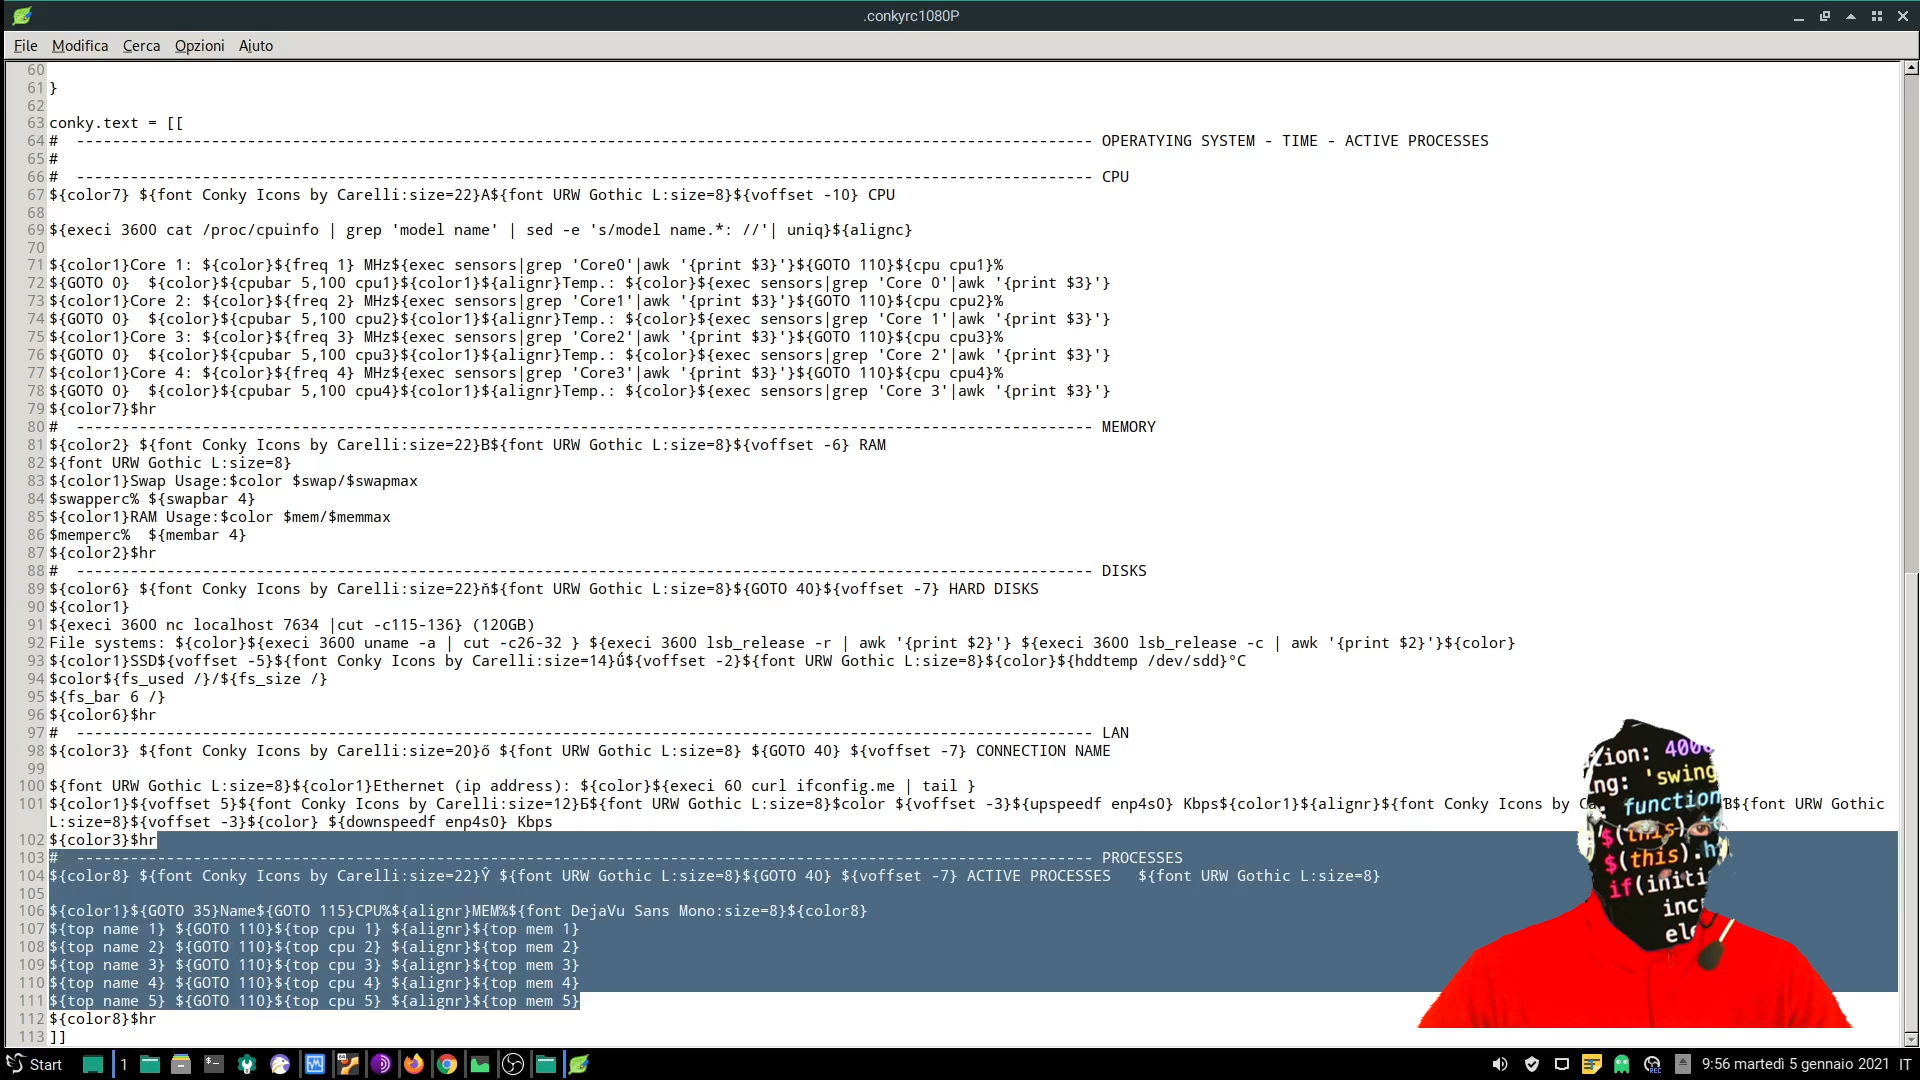 .conkyrc1080P
File Modifica Cerca Opzioni Aiuto
60
61 }
62
63 conky.text = [[
64 # ----------------------------------------------------------------------------------------------------------------- OPERATYING SYSTEM - TIME - ACTIVE PROCESSES
65 #
66 # ----------------------------------------------------------------------------------------------------------------- CPU
67 ${color7} ${font Conky Icons by Carelli:size=22}A${font URW Gothic L:size=8}${voffset -10} CPU
68
69 ${execi 3600 cat /proc/cpuinfo | grep 'model name' | sed -e 's/model name.*: //'| uniq}${alignc}
70
71 ${color1}Core 1: ${color}${freq 1} MHz${exec sensors|grep 'Core0'|awk '{print $3}'}${GOTO 110}${cpu cpu1}%
72 ${GOTO 0}  ${color}${cpubar 5,100 cpu1}${color1}${alignr}Temp.: ${color}${exec sensors|grep 'Core 0'|awk '{print $3}'}
73 ${color1}Core 2: ${color}${freq 2} MHz${exec sensors|grep 'Core1'|awk '{print $3}'}${GOTO 110}${cpu cpu2}%
74 ${GOTO 0}  ${color}${cpubar 5,100 cpu2}${color1}${alignr}Temp.: ${color}${exec sensors|grep 'Core 1'|awk '{print $3}'}
75 ${color1}Core 3: ${color}${freq 3} MHz${exec sensors|grep 'Core2'|awk '{print $3}'}${GOTO 110}${cpu cpu3}%
76 ${GOTO 0}  ${color}${cpubar 5,100 cpu3}${color1}${alignr}Temp.: ${color}${exec sensors|grep 'Core 2'|awk '{print $3}'}
77 ${color1}Core 4: ${color}${freq 4} MHz${exec sensors|grep 'Core3'|awk '{print $3}'}${GOTO 110}${cpu cpu4}%
78 ${GOTO 0}  ${color}${cpubar 5,100 cpu4}${color1}${alignr}Temp.: ${color}${exec sensors|grep 'Core 3'|awk '{print $3}'}
79 ${color7}$hr
80 # ----------------------------------------------------------------------------------------------------------------- MEMORY
81 ${color2} ${font Conky Icons by Carelli:size=22}B${font URW Gothic L:size=8}${voffset -6} RAM
82 ${font URW Gothic L:size=8}
83 ${color1}Swap Usage:$color $swap/$swapmax
84 $swapperc% ${swapbar 4}
85 ${color1}RAM Usage:$color $mem/$memmax
86 $memperc%  ${membar 4}
87 ${color2}$hr
88 # ----------------------------------------------------------------------------------------------------------------- DISKS
89 ${color6} ${font Conky Icons by Carelli:size=22}ň${font URW Gothic L:size=8}${GOTO 40}${voffset -7} HARD DISKS
90 ${color1}
91 ${execi 3600 nc localhost 7634 |cut -c115-136} (120GB)
92 File systems: ${color}${execi 3600 uname -a | cut -c26-32 } ${execi 3600 lsb_release -r | awk '{print $2}'} ${execi 3600 lsb_release -c | awk '{print $2}'}${color}
93 ${color1}SSD${voffset -5}${font Conky Icons by Carelli:size=14}ű${voffset -2}${font URW Gothic L:size=8}${color}${hddtemp /dev/sdd}°C
94 $color${fs_used /}/${fs_size /}
95 ${fs_bar 6 /}
96 ${color6}$hr
97 # ----------------------------------------------------------------------------------------------------------------- LAN
98 ${color3} ${font Conky Icons by Carelli:size=20}ő ${font URW Gothic L:size=8} ${GOTO 40} ${voffset -7} CONNECTION NAME
99
100 ${font URW Gothic L:size=8}${color1}Ethernet (ip address): ${color}${execi 60 curl ifconfig.me | tail }
101 ${color1}${voffset 5}${font Conky Icons by Carelli:size=12}Б${font URW Gothic L:size=8}$color ${voffset -3}${upspeedf enp4s0} Kbps${color1}${alignr}${font Conky Icons by ${font URW Gothic
L:size=8}${voffset -3}${color} ${downspeedf enp4s0} Kbps
102 ${color3}$hr
103 # ----------------------------------------------------------------------------------------------------------------- PROCESSES
104 ${color8} ${font Conky Icons by Carelli:size=22}Ŷ ${font URW Gothic L:size=8}${GOTO 40} ${voffset -7} ACTIVE PROCESSES   ${font URW Gothic L:size=8}
105
106 ${color1}${GOTO 35}Name${GOTO 115}CPU%${alignr}MEM%${font DejaVu Sans Mono:size=8}${color8}
107 ${top name 1} ${GOTO 110}${top cpu 1} ${alignr}${top mem 1}
108 ${top name 2} ${GOTO 110}${top cpu 2} ${alignr}${top mem 2}
109 ${top name 3} ${GOTO 110}${top cpu 3} ${alignr}${top mem 3}
110 ${top name 4} ${GOTO 110}${top cpu 4} ${alignr}${top mem 4}
111 ${top name 5} ${GOTO 110}${top cpu 5} ${alignr}${top mem 5}
112 ${color8}$hr
113 ]]
tion: 400
ng: 'swing
function
$(this).
$(this).h
if(initi
inc
el
Start 1 9:56 martedì 5 gennaio 2021 IT